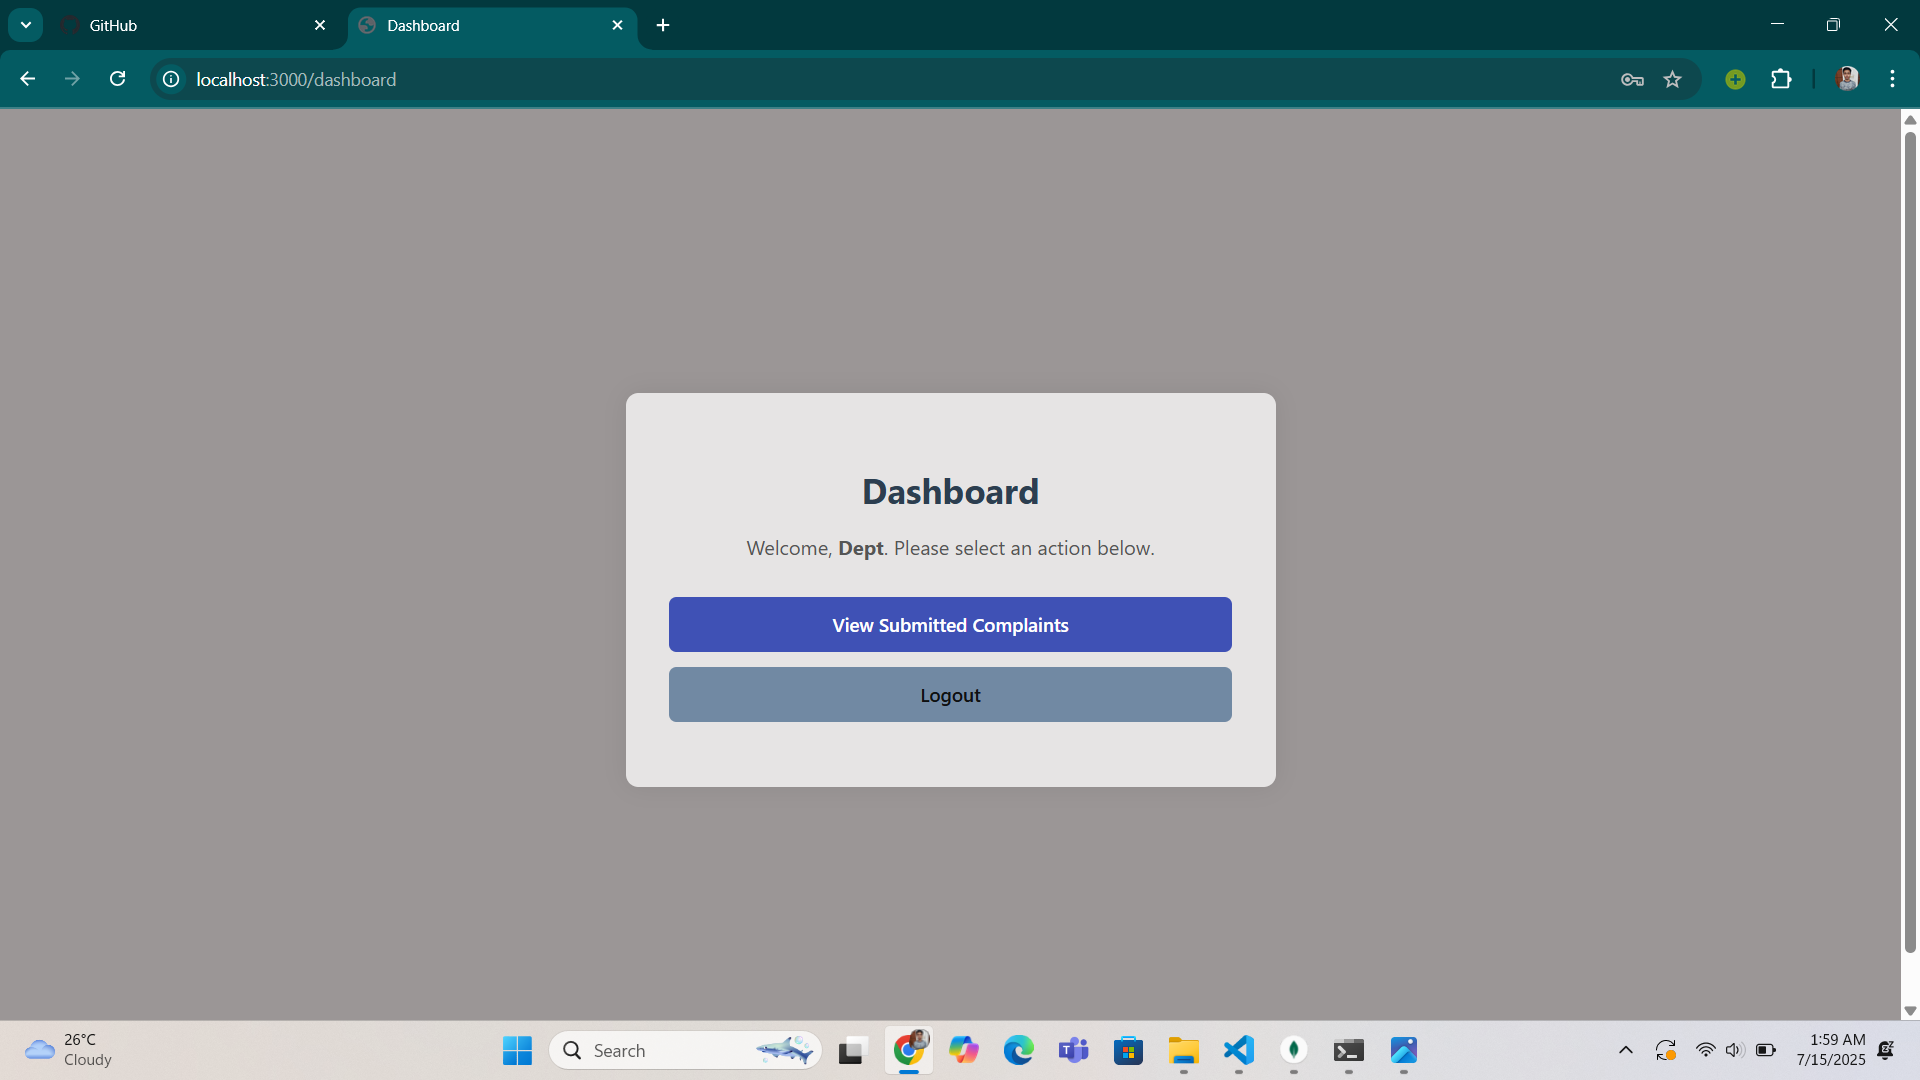 GitHub
Dashboard
localhost:3000/dashboard
Dashboard
Welcome, Dept. Please select an action below.
View Submitted Complaints
Logout
26°C
Cloudy
Search
1:59 AM
7/15/2025